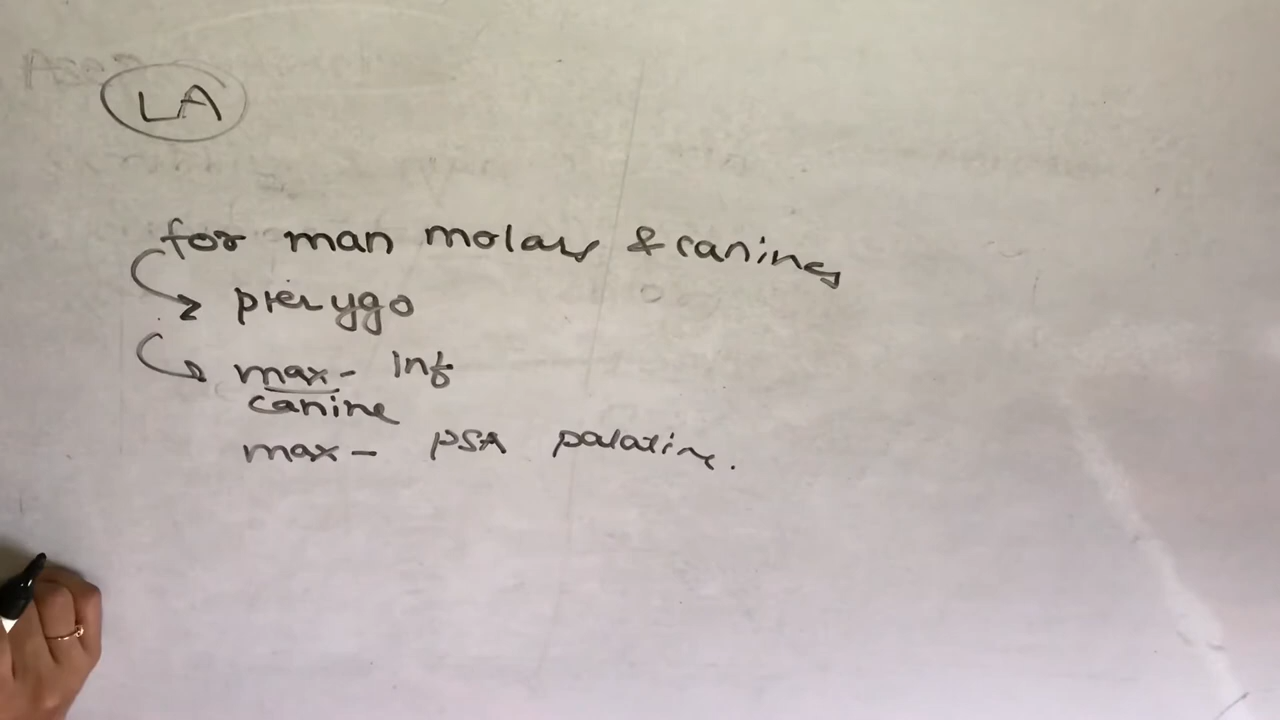 LA
for man molars & canines
pterygo
max - Inf
canine
max - PSA palatine.